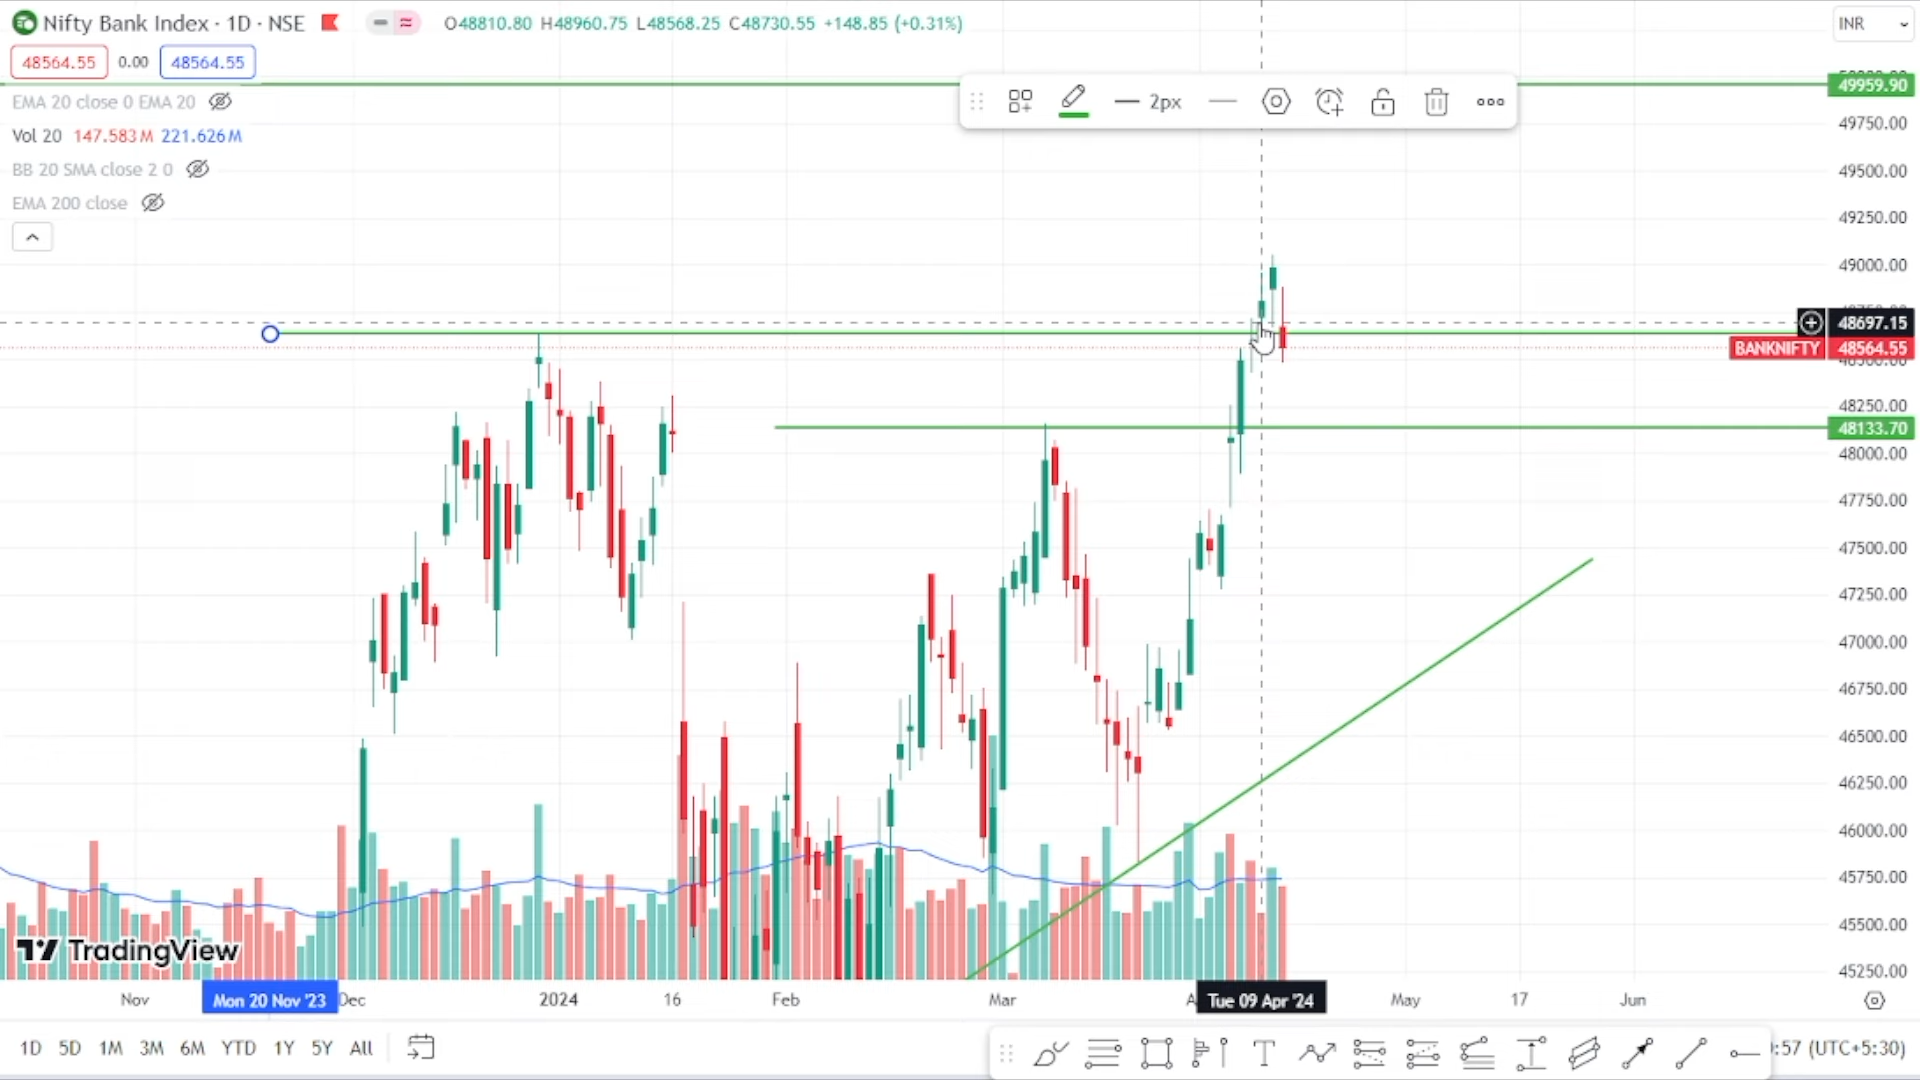 Nifty Bank Index · 1D · NSE O48810.80 H48960.75 L48568.25 C48730.55 +148.85 (+0.31%) INR
48564.55 0.00 48564.55
EMA 20 close 0 EMA 20
Vol 20 147.583M 221.626M
BB 20 SMA close 2 0
EMA 200 close
2px
49959.90
49750.00
49500.00
49250.00
49000.00
48697.15
BANKNIFTY 48564.55
48250.00
48133.70
48000.00
47750.00
47500.00
47250.00
47000.00
46750.00
46500.00
46250.00
46000.00
45750.00
45500.00
45250.00
TradingView
Nov Mon 20 Nov '23 Dec 2024 16 Feb Mar Tue 09 Apr '24 May 17 Jun
1D 5D 1M 3M 6M YTD 1Y 5Y All :57 (UTC+5:30)